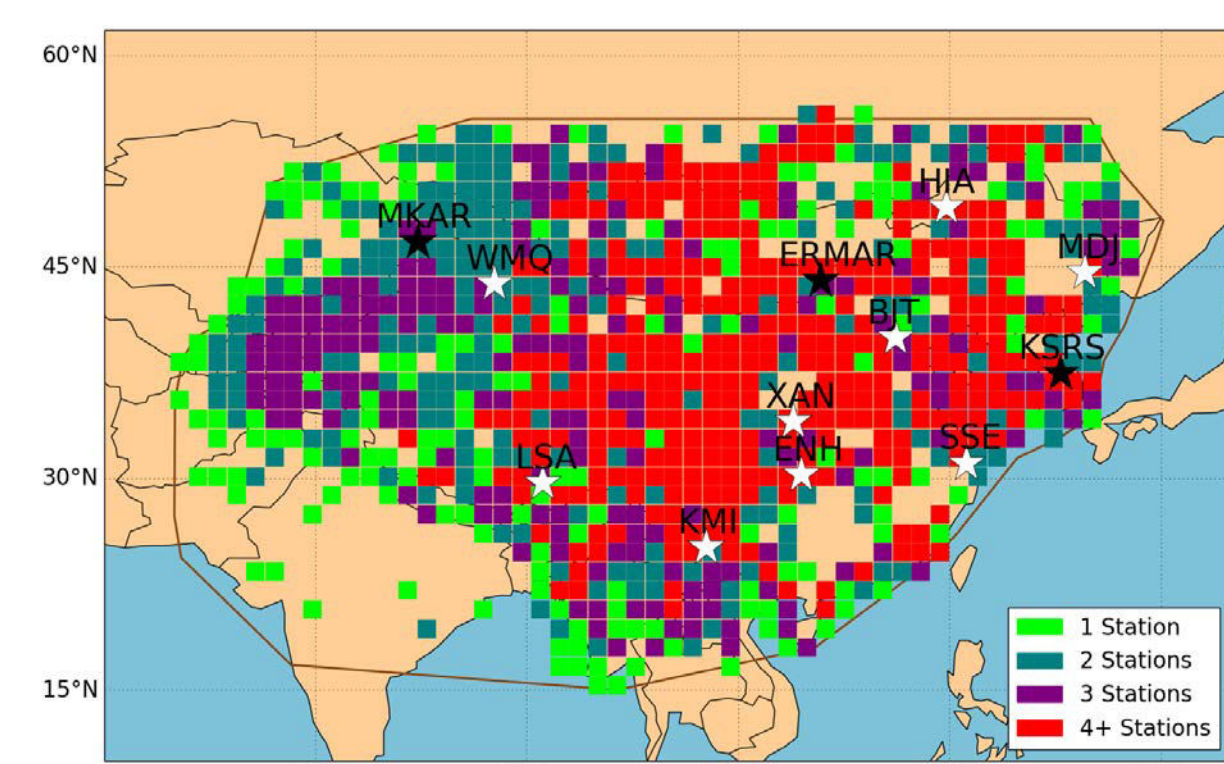 60°N
HIA
MKAR
WMQ
ERMAR
MDJ
45°N
BJT
KSRS
XAN
SSE
ENH
LSA
30°N
KMI
1 Station
2 Stations
3 Stations
15°N
4+ Stations